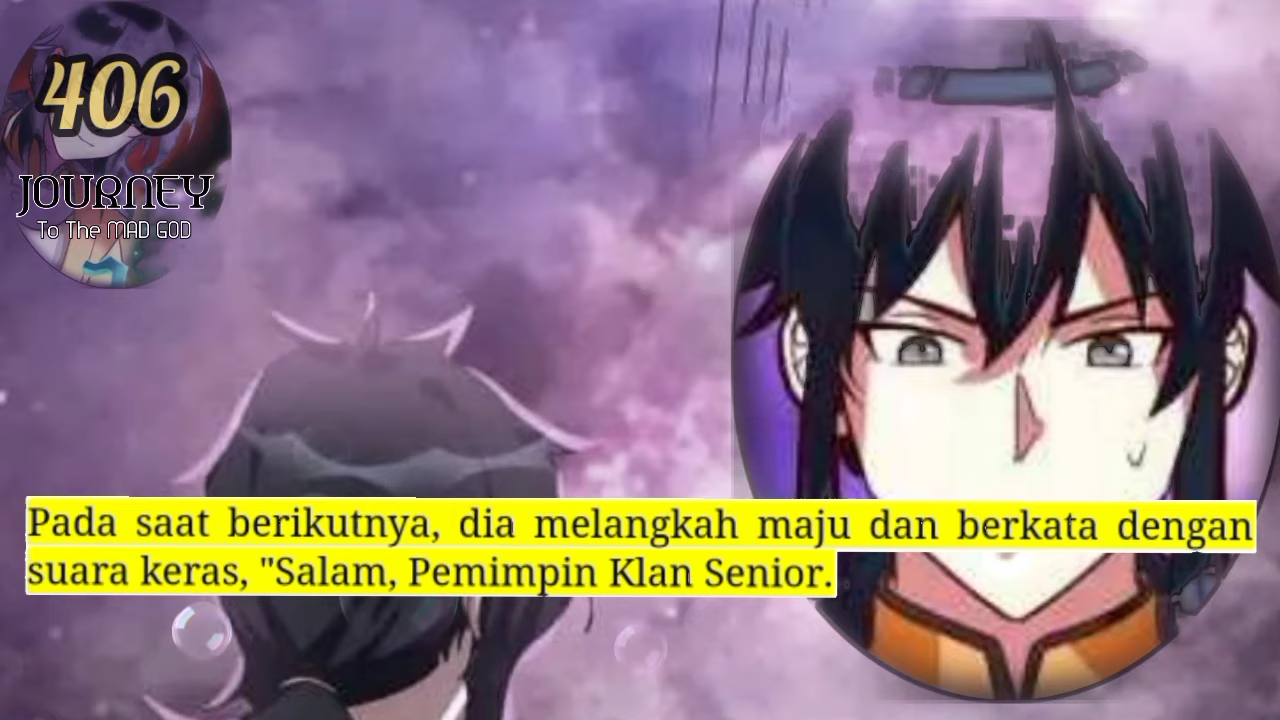 406
JOURNEY
To The MAD GOD
Pada saat berikutnya, dia melangkah maju dan berkata dengan
suara keras, "Salam, Pemimpin Klan Senior.